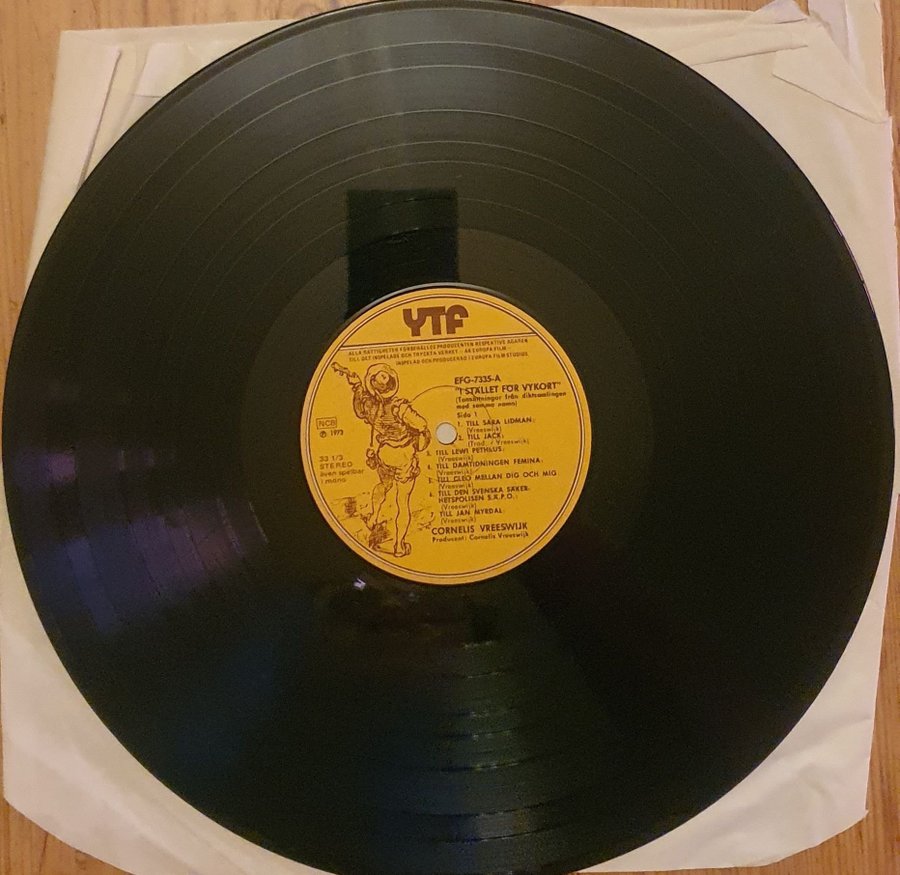 YTF
ALLA RÄTTIGHETER FÖRBEHÅLLES PRODUCENTEN RESPEKTIVE ÄGAREN
TILL DET INSPELADE OCH TRYCKTA VERKET - AB EUROPA FILM -
INSPELAD OCH PRODUCERAD I EUROPA FILM STUDIOS
EFG-7335-A
"I STÄLLET FÖR VYKORT"
(Tonsättningar från diktsamlingen
med samma namn)
Sida 1
1. TILL SARA LIDMAN:
(Vreeswijk)
2. TILL JACK:
(Trad. / Vreeswijk)
3. TILL LEWI PETHRUS:
(Vreeswijk)
4. TILL DAMTIDNINGEN FEMINA:
(Vreeswijk)
5. TILL CLEO MELLAN DIG OCH MIG
(Vreeswijk)
6. TILL DEN SVENSKA SÄKER-
HETSPOLISEN S.Ä.P.O.:
(Vreeswijk)
7. TILL JAN MYRDAL:
(Vreeswijk)
CORNELIS VREESWIJK
Producent: Cornelis Vreeswijk
NCB
℗ 1973
33 1/3
STEREO
även spelbar
i mono